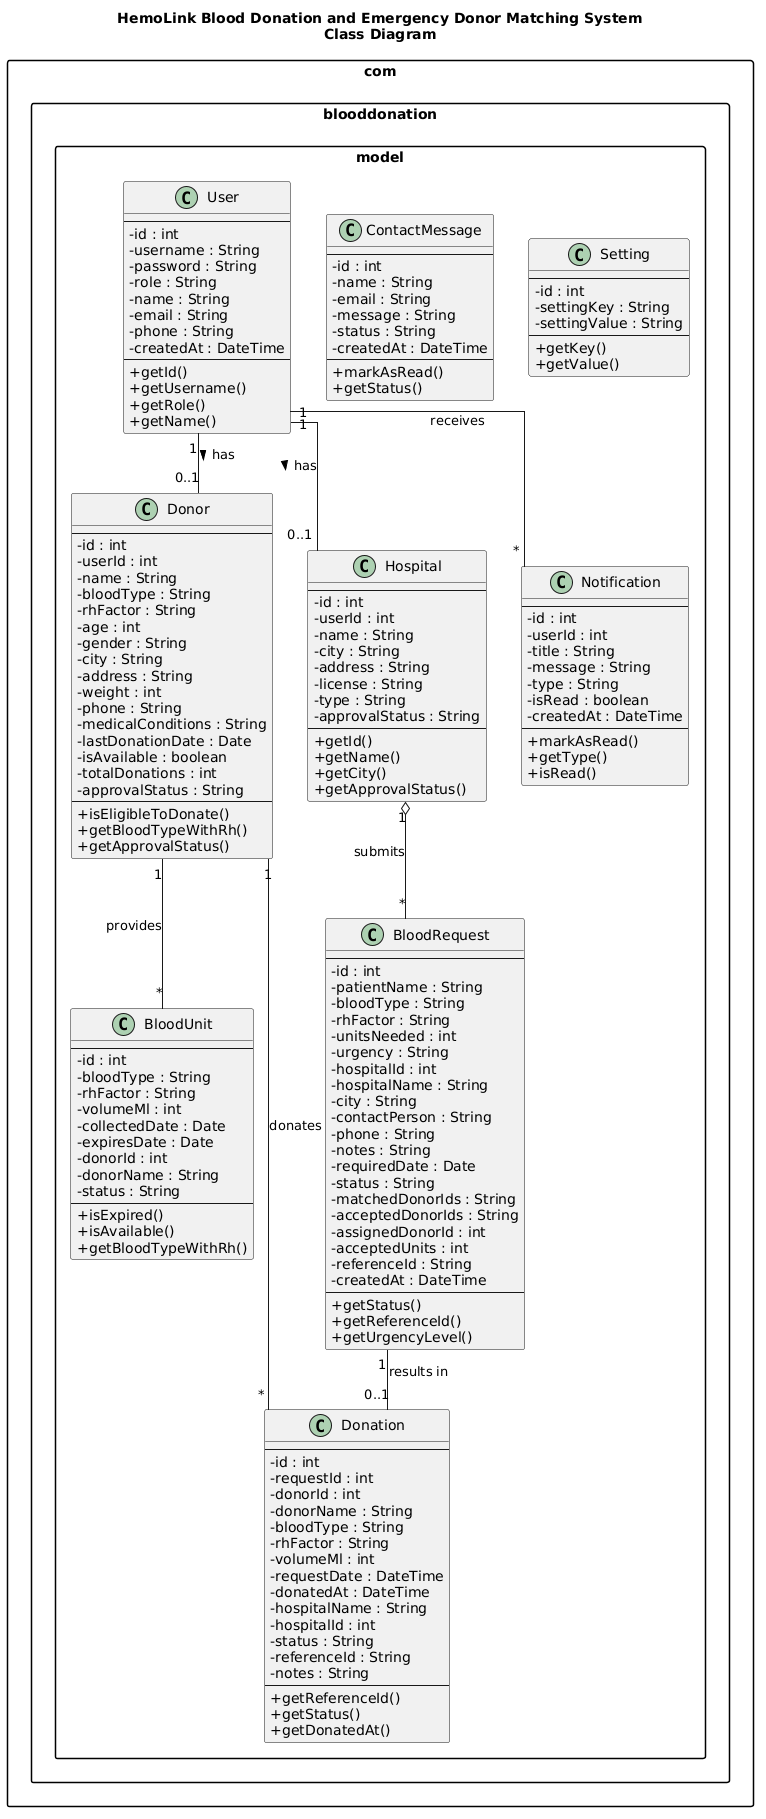 HemoLink Blood Donation and Emergency Donor Matching System
Class Diagram
com
blooddonation
model
C User
-id : int
-username : String
-password : String
-role : String
-name : String
-email : String
-phone : String
-createdAt : DateTime
+getId()
+getUsername()
+getRole()
+getName()
C ContactMessage
-id : int
-name : String
-email : String
-message : String
-status : String
-createdAt : DateTime
+markAsRead()
+getStatus()
C Setting
-id : int
-settingKey : String
-settingValue : String
+getKey()
+getValue()
1
has
0..1
1
has
0..1
1
receives
*
C Donor
-id : int
-userId : int
-name : String
-bloodType : String
-rhFactor : String
-age : int
-gender : String
-city : String
-address : String
-weight : int
-phone : String
-medicalConditions : String
-lastDonationDate : Date
-isAvailable : boolean
-totalDonations : int
-approvalStatus : String
+isEligibleToDonate()
+getBloodTypeWithRh()
+getApprovalStatus()
C Hospital
-id : int
-userId : int
-name : String
-city : String
-address : String
-license : String
-type : String
-approvalStatus : String
+getId()
+getName()
+getCity()
+getApprovalStatus()
C Notification
-id : int
-userId : int
-title : String
-message : String
-type : String
-isRead : boolean
-createdAt : DateTime
+markAsRead()
+getType()
+isRead()
1
submits
*
1
provides
*
1
donates
*
C BloodUnit
-id : int
-bloodType : String
-rhFactor : String
-volumeMl : int
-collectedDate : Date
-expiresDate : Date
-donorId : int
-donorName : String
-status : String
+isExpired()
+isAvailable()
+getBloodTypeWithRh()
C BloodRequest
-id : int
-patientName : String
-bloodType : String
-rhFactor : String
-unitsNeeded : int
-urgency : String
-hospitalId : int
-hospitalName : String
-city : String
-contactPerson : String
-phone : String
-notes : String
-requiredDate : Date
-status : String
-matchedDonorIds : String
-acceptedDonorIds : String
-assignedDonorId : int
-acceptedUnits : int
-referenceId : String
-createdAt : DateTime
+getStatus()
+getReferenceId()
+getUrgencyLevel()
1
results in
0..1
C Donation
-id : int
-requestId : int
-donorId : int
-donorName : String
-bloodType : String
-rhFactor : String
-volumeMl : int
-requestDate : DateTime
-donatedAt : DateTime
-hospitalName : String
-hospitalId : int
-status : String
-referenceId : String
-notes : String
+getReferenceId()
+getStatus()
+getDonatedAt()